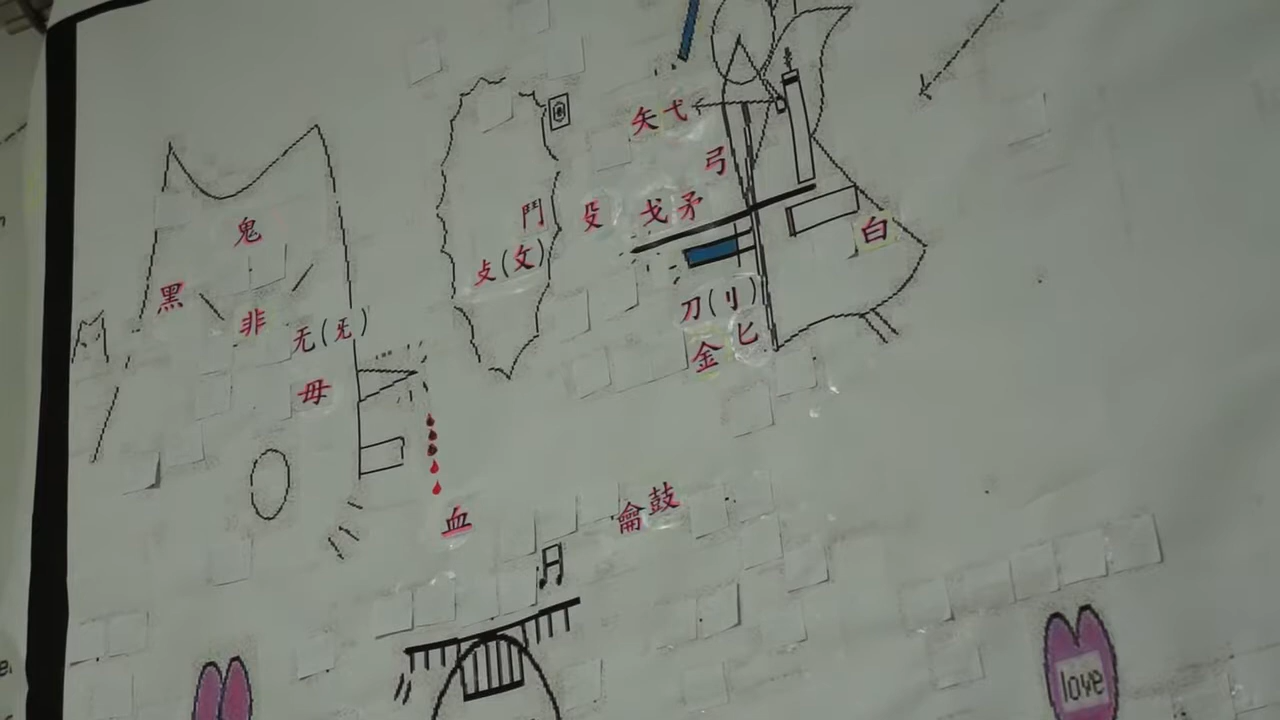 矢 弋
弓
鬼
鬥 殳 戈 矛
白
攴(攵)
黑
非
无(旡)
刀(刂)
匕
金
毋
血
龠 鼓
love